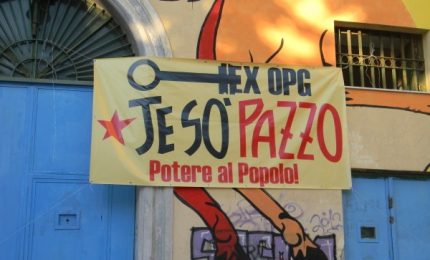 #EX OPG
JE SO' PAZZO
Potere al Popolo!